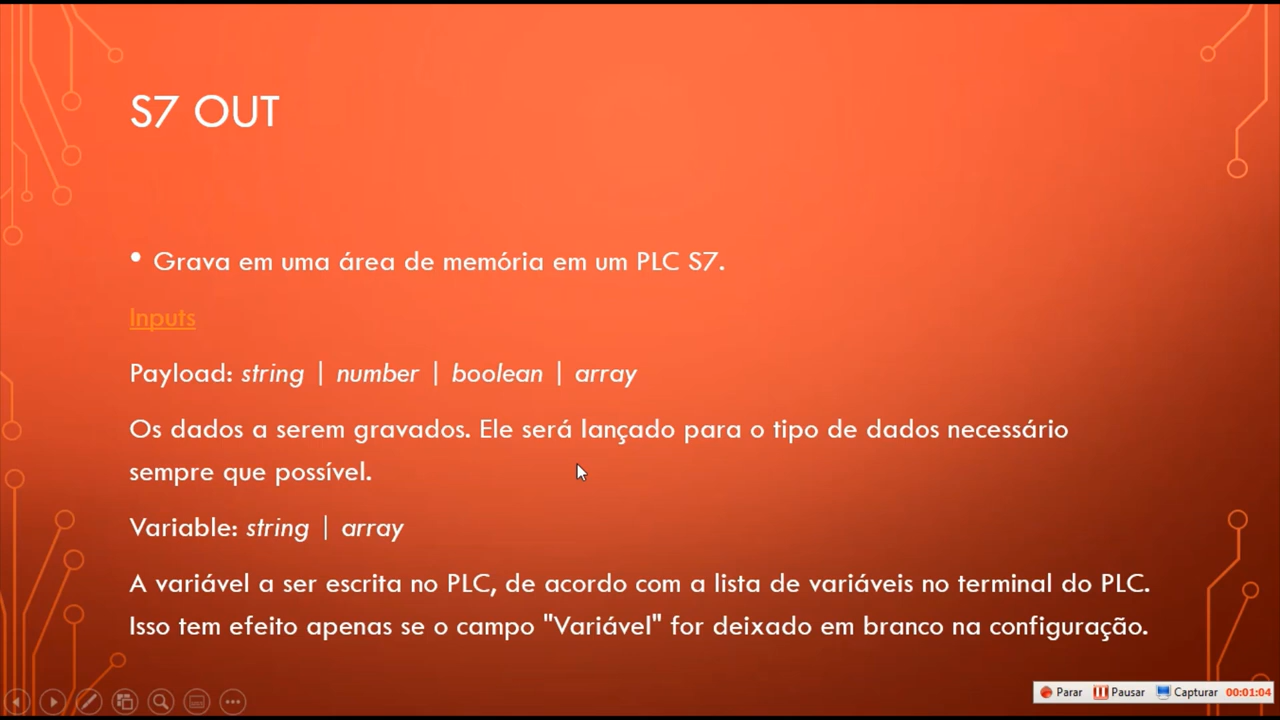 S7 OUT
• Grava em uma área de memória em um PLC S7.
Inputs
Payload: string | number | boolean | array
Os dados a serem gravados. Ele será lançado para o tipo de dados necessário
sempre que possível.
Variable: string | array
A variável a ser escrita no PLC, de acordo com a lista de variáveis no terminal do PLC.
Isso tem efeito apenas se o campo "Variável" for deixado em branco na configuração.
Parar Pausar Capturar 00:01:04